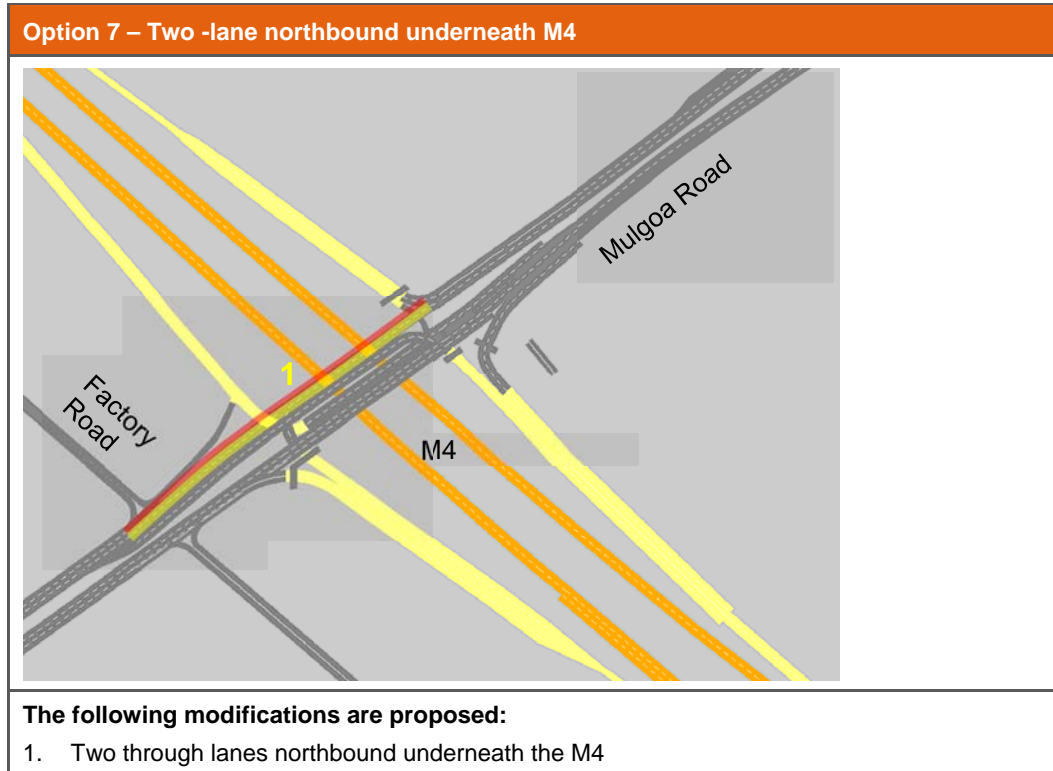 Option 7 – Two -lane northbound underneath M4
Mulgoa Road
1
Factory
Road
M4
The following modifications are proposed:
1. Two through lanes northbound underneath the M4